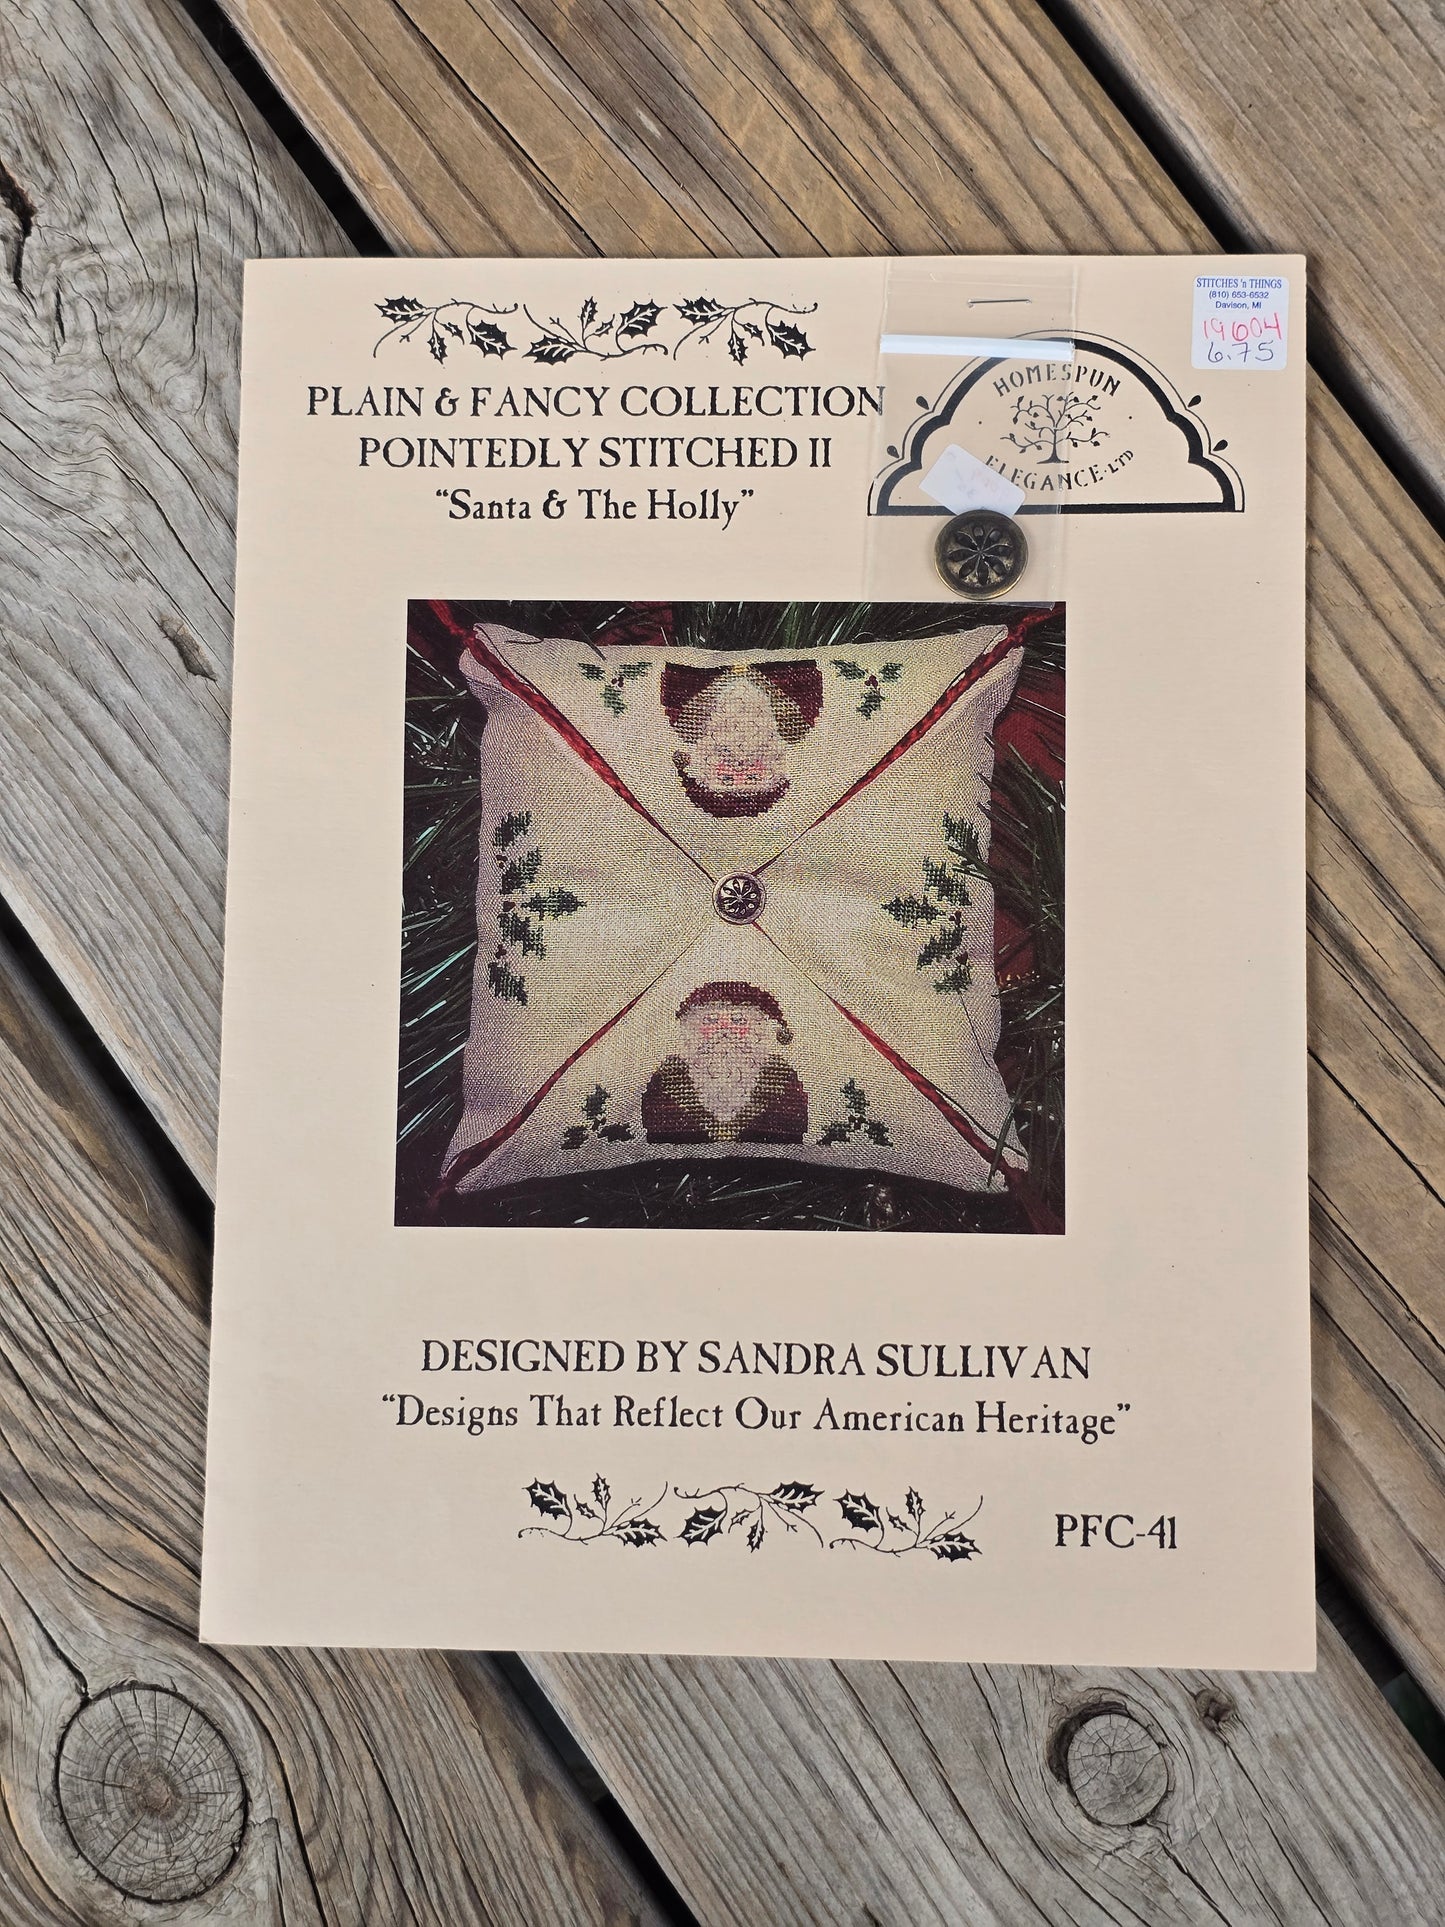 STITCHES 'n THINGS
(810) 653-6532
Davison, MI
19604
6.75
PLAIN & FANCY COLLECTION
POINTEDLY STITCHED II
"Santa & The Holly"
HOMESPUN
ELEGANCE LTD
DESIGNED BY SANDRA SULLIVAN
"Designs That Reflect Our American Heritage"
PFC-41